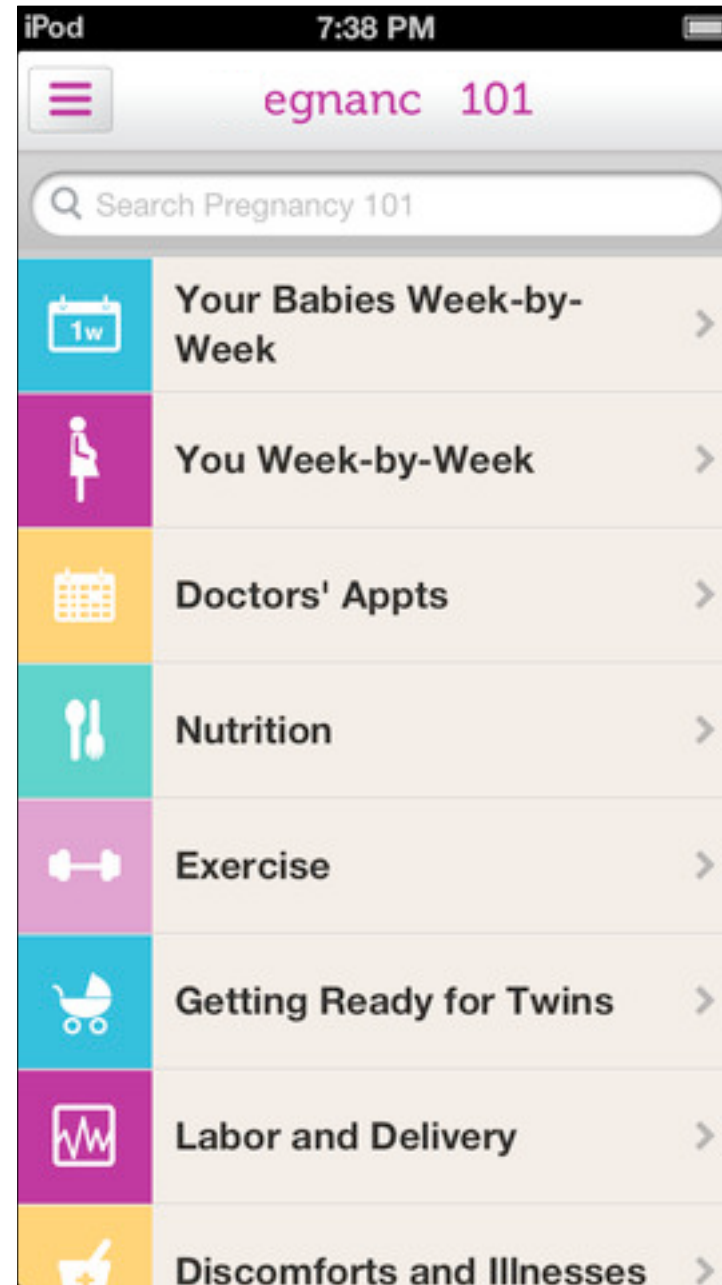 iPod 7:38 PM
egnanc 101
Search Pregnancy 101
1w
Your Babies Week-by-
Week
You Week-by-Week
Doctors' Appts
Nutrition
Exercise
Getting Ready for Twins
Labor and Delivery
Discomforts and Illnesses